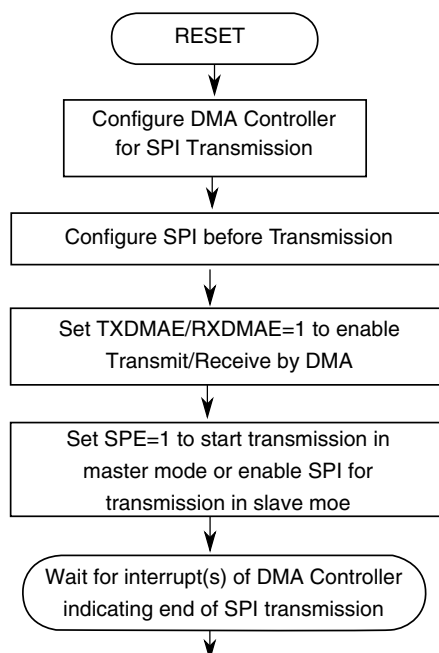 RESET
Configure DMA Controller
for SPI Transmission
Configure SPI before Transmission
Set TXDMAE/RXDMAE=1 to enable
Transmit/Receive by DMA
Set SPE=1 to start transmission in
master mode or enable SPI for
transmission in slave moe
Wait for interrupt(s) of DMA Controller
indicating end of SPI transmission